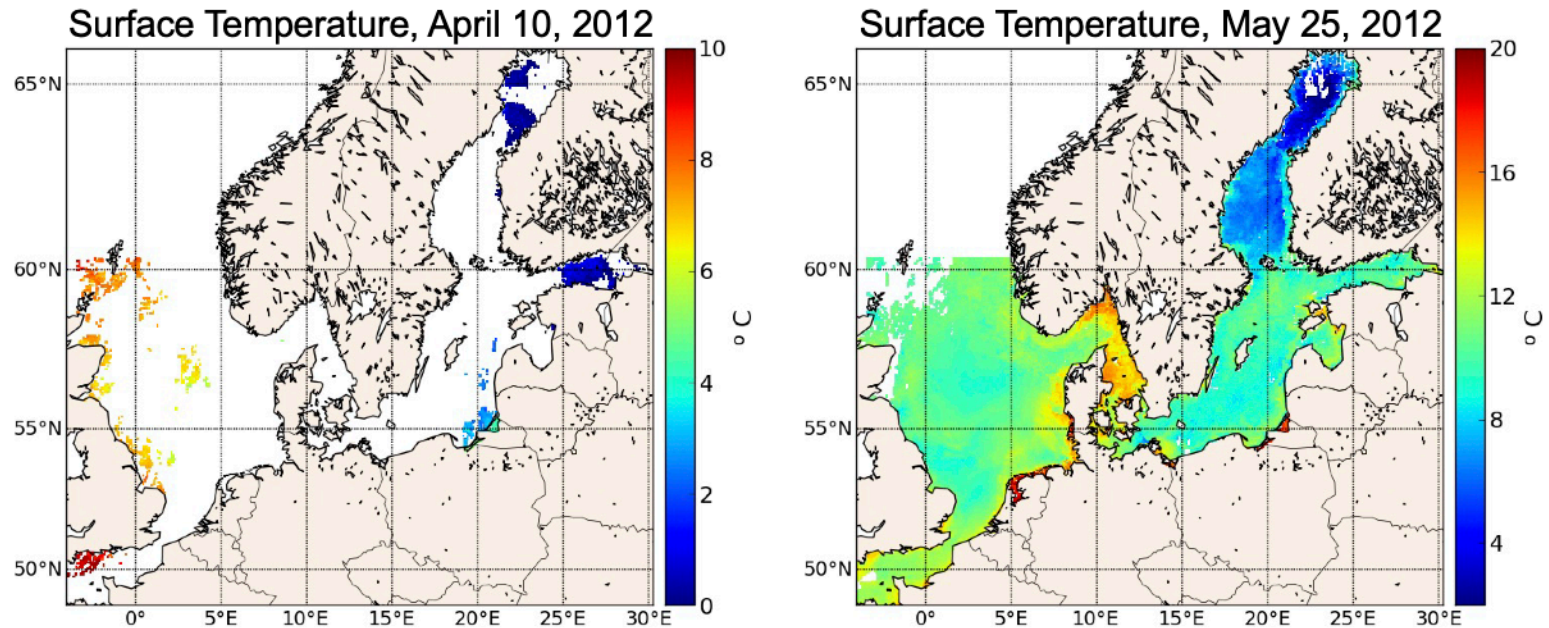 Surface Temperature, April 10, 2012
65°N
60°N
55°N
50°N
0°
5°E
10°E
15°E
20°E
25°E
30°E
10
8
6
4
2
0
° C
Surface Temperature, May 25, 2012
65°N
60°N
55°N
50°N
0°
5°E
10°E
15°E
20°E
25°E
30°E
20
16
12
8
4
° C